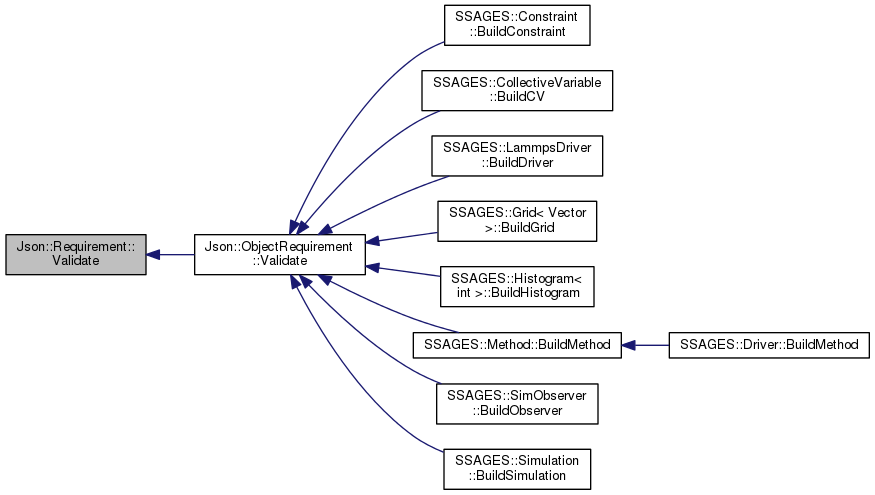 SSAGES::Constraint
::BuildConstraint
SSAGES::CollectiveVariable
::BuildCV
SSAGES::LammpsDriver
::BuildDriver
SSAGES::Grid< Vector
>::BuildGrid
Json::Requirement::
Validate
Json::ObjectRequirement
::Validate
SSAGES::Histogram<
int >::BuildHistogram
SSAGES::Method::BuildMethod
SSAGES::Driver::BuildMethod
SSAGES::SimObserver
::BuildObserver
SSAGES::Simulation
::BuildSimulation